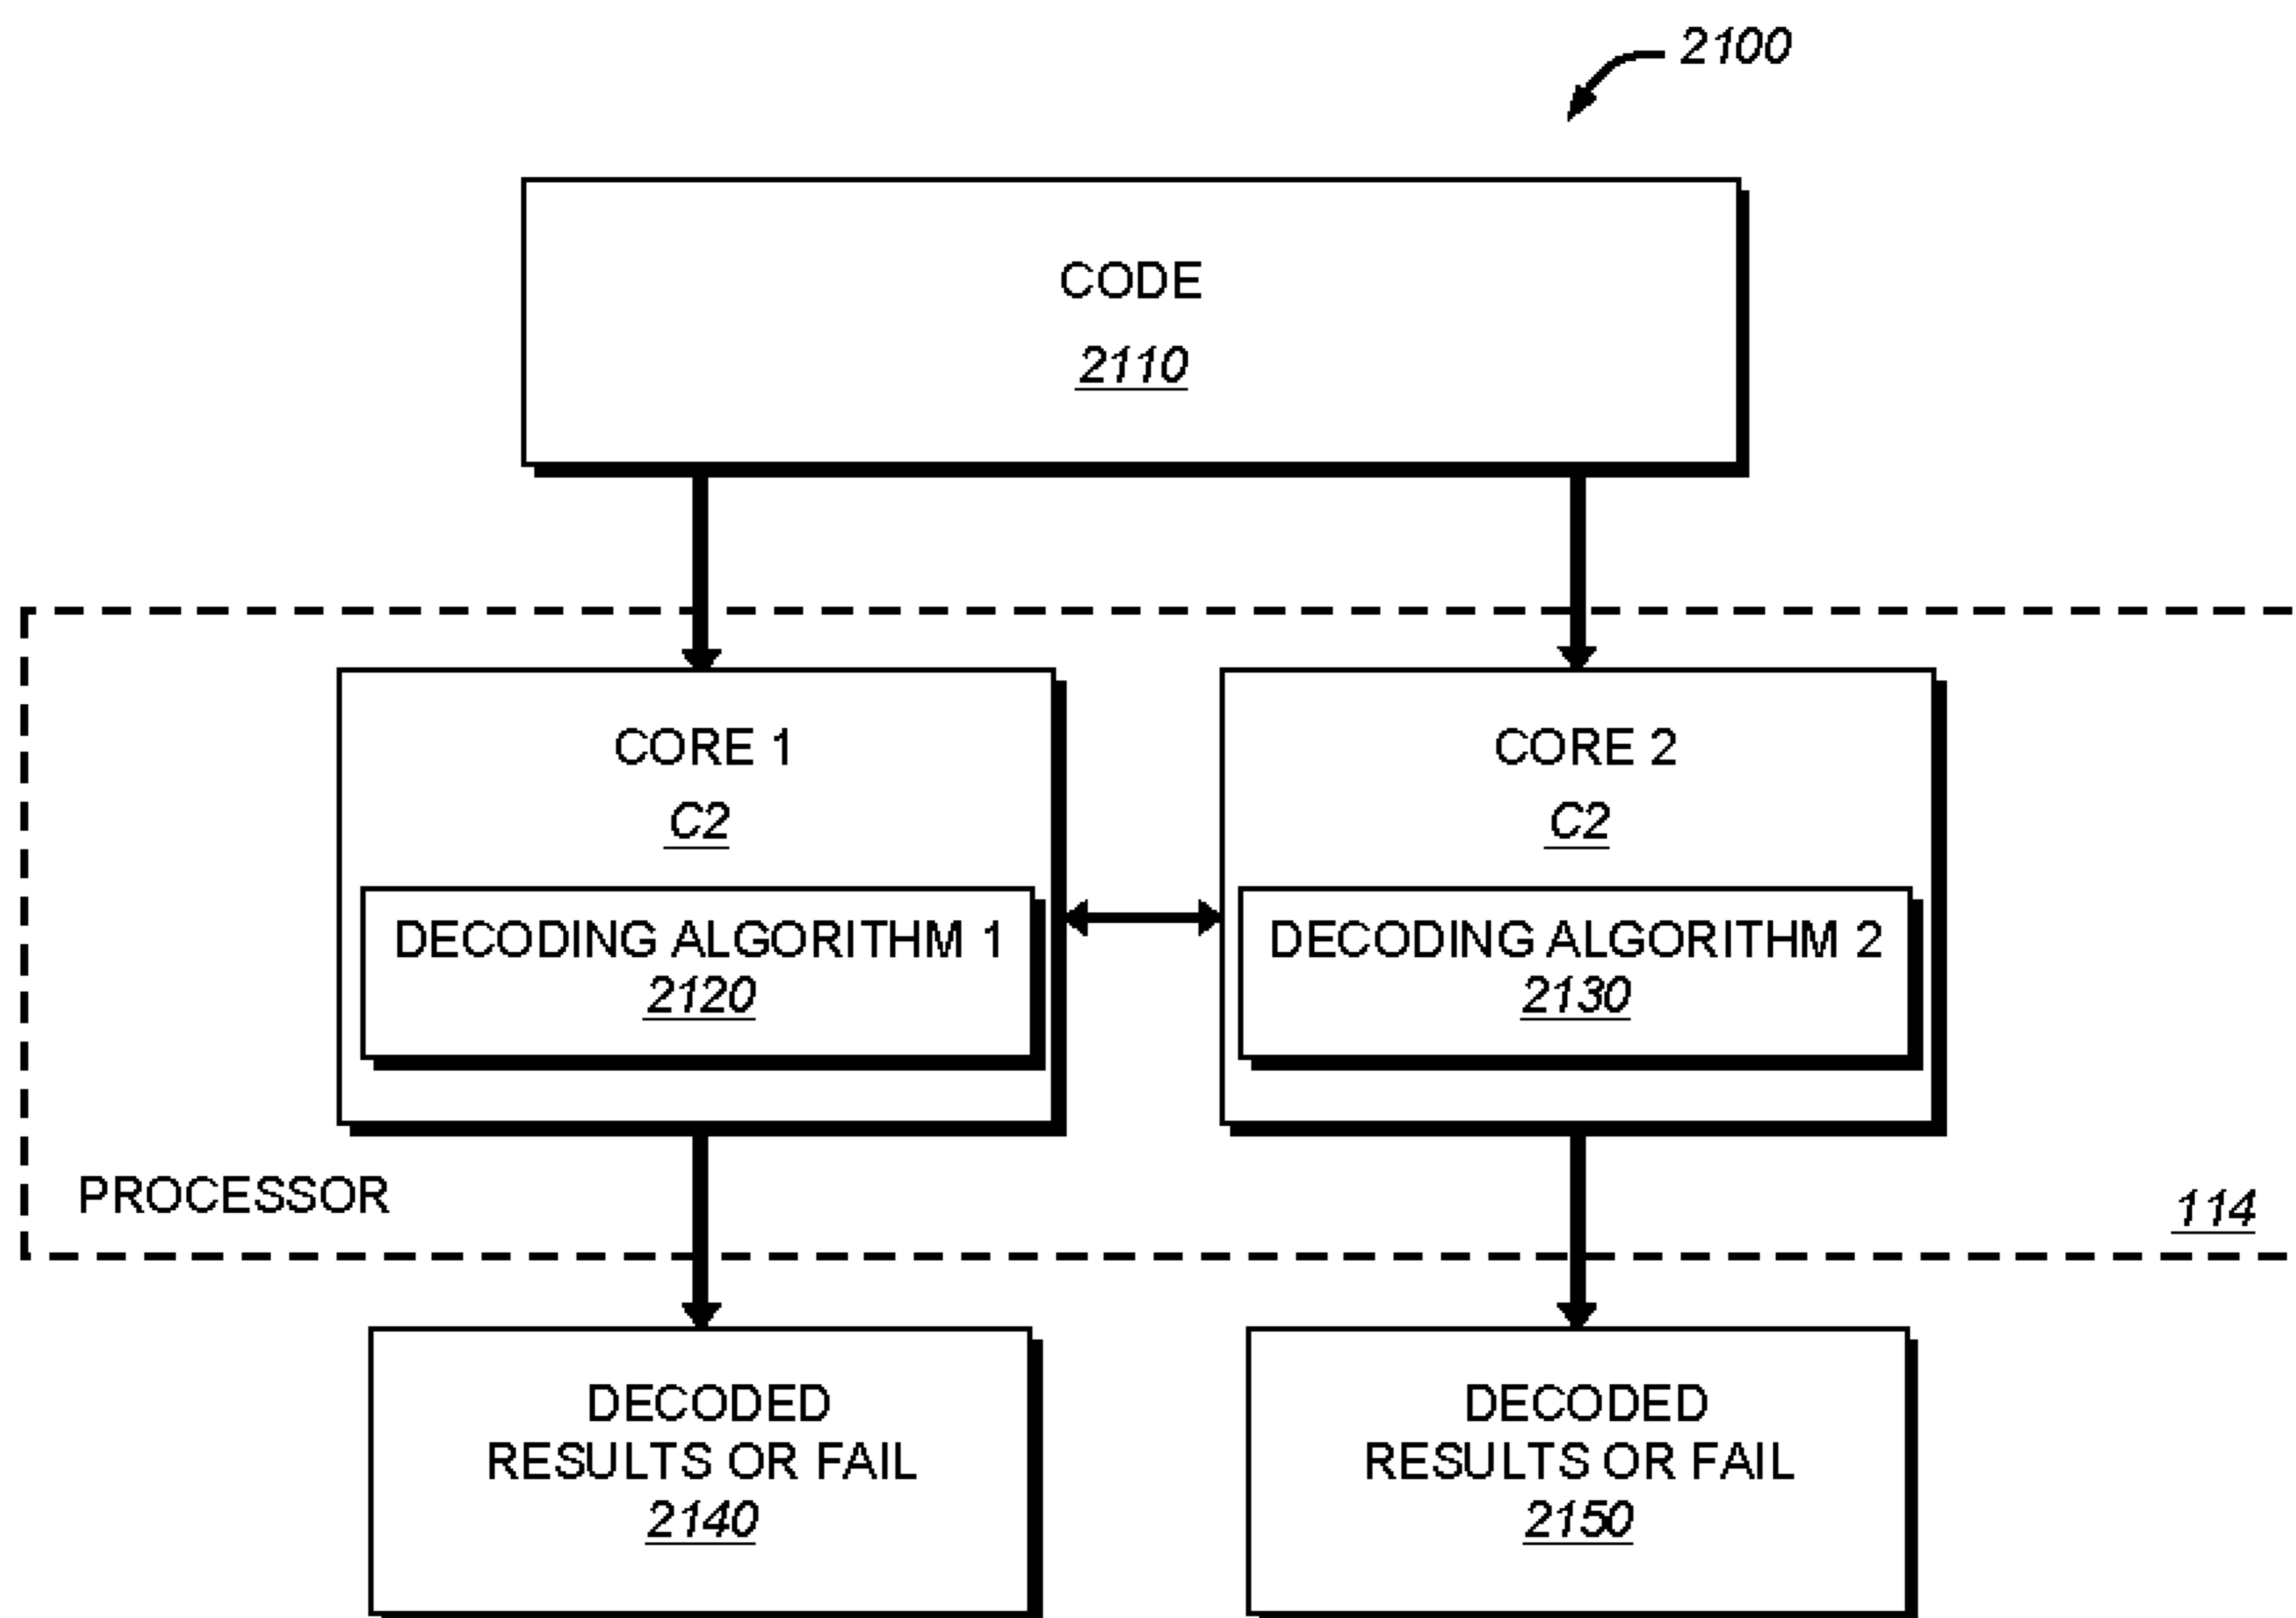 2100
CODE
2110
CORE 1
C2
CORE 2
C2
DECODING ALGORITHM 1
2120
DECODING ALGORITHM 2
2130
PROCESSOR
114
DECODED
RESULTS OR FAIL
2140
DECODED
RESULTS OR FAIL
2150